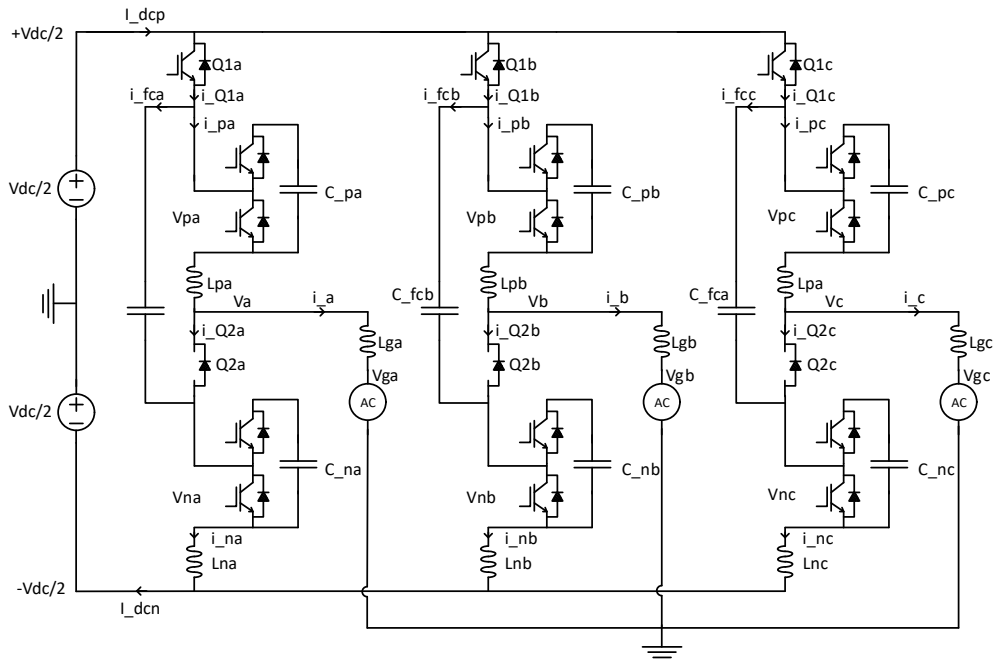 I_dcp
+Vdc/2
Q1a
Q1b
Q1c
i_fca
i_Q1a
i_fcb
i_Q1b
i_fcc
i_Q1c
i_pa
i_pb
i_pc
Vdc/2
C_pa
C_pb
C_pc
Vpa
Vpb
Vpc
Lpa
Lpb
Lpa
Va
i_a
C_fcb
Vb
i_b
C_fca
Vc
i_c
i_Q2a
i_Q2b
i_Q2c
Lga
Lgb
Lgc
Q2a
Q2b
Q2c
Vga
Vgb
Vgc
Vdc/2
AC
AC
AC
C_na
C_nb
C_nc
Vna
Vnb
Vnc
i_na
i_nb
i_nc
Lna
Lnb
Lnc
-Vdc/2
I_dcn